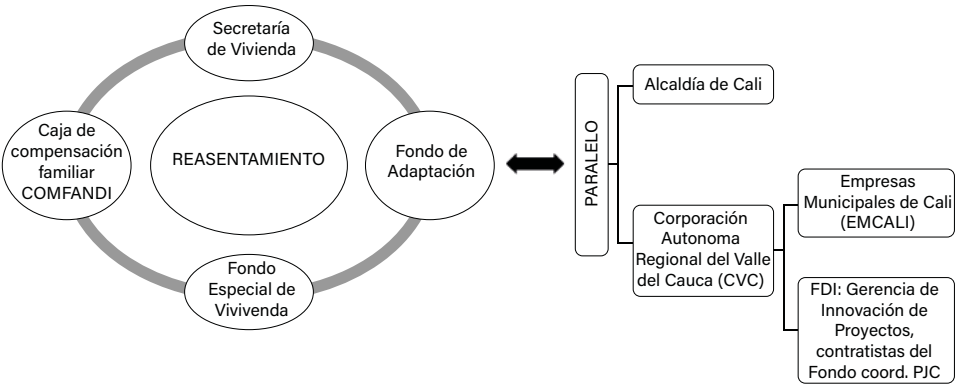 Secretaría
de Vivienda
Caja de
compensación
familiar
COMFANDI
REASENTAMIENTO
Fondo de
Adaptación
Fondo
Especial de
Vivivenda
PARALELO
Alcaldía de Cali
Corporación
Autonoma
Regional del Valle
del Cauca (CVC)
Empresas
Municipales de Cali
(EMCALI)
FDI: Gerencia de
Innovación de
Proyectos,
contratistas del
Fondo coord. PJC